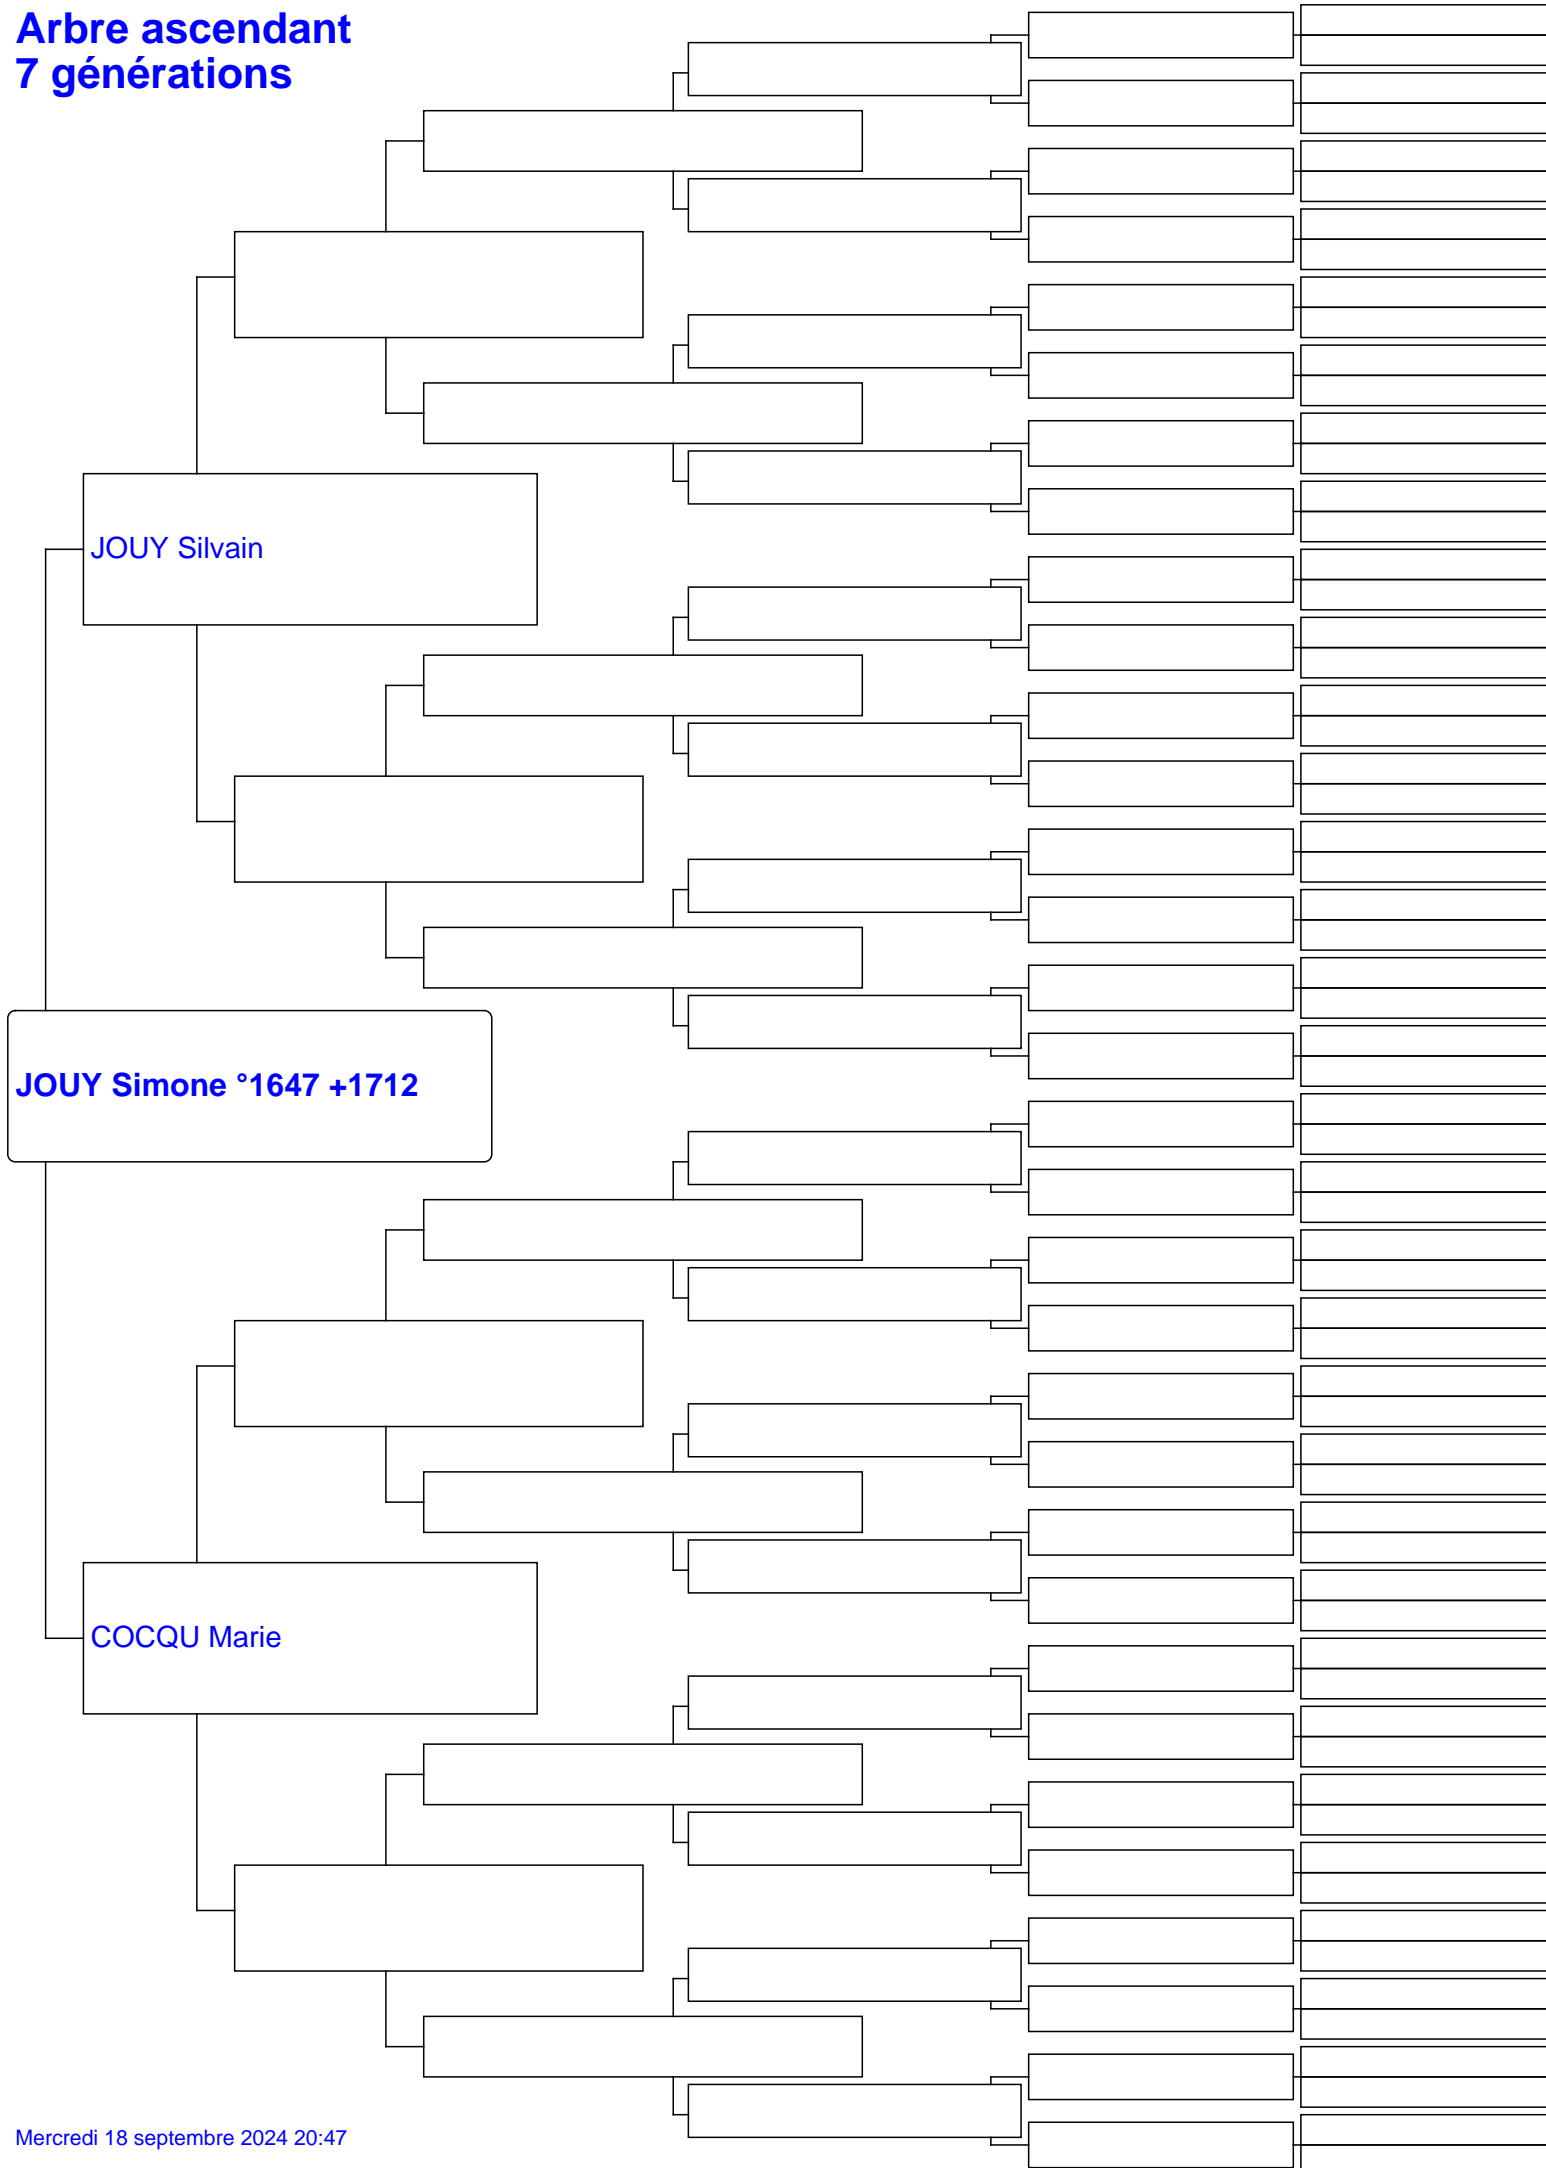 Arbre ascendant
7 générations
JOUY Silvain
JOUY Simone °1647 +1712
COCQU Marie
Mercredi 18 septembre 2024 20:47